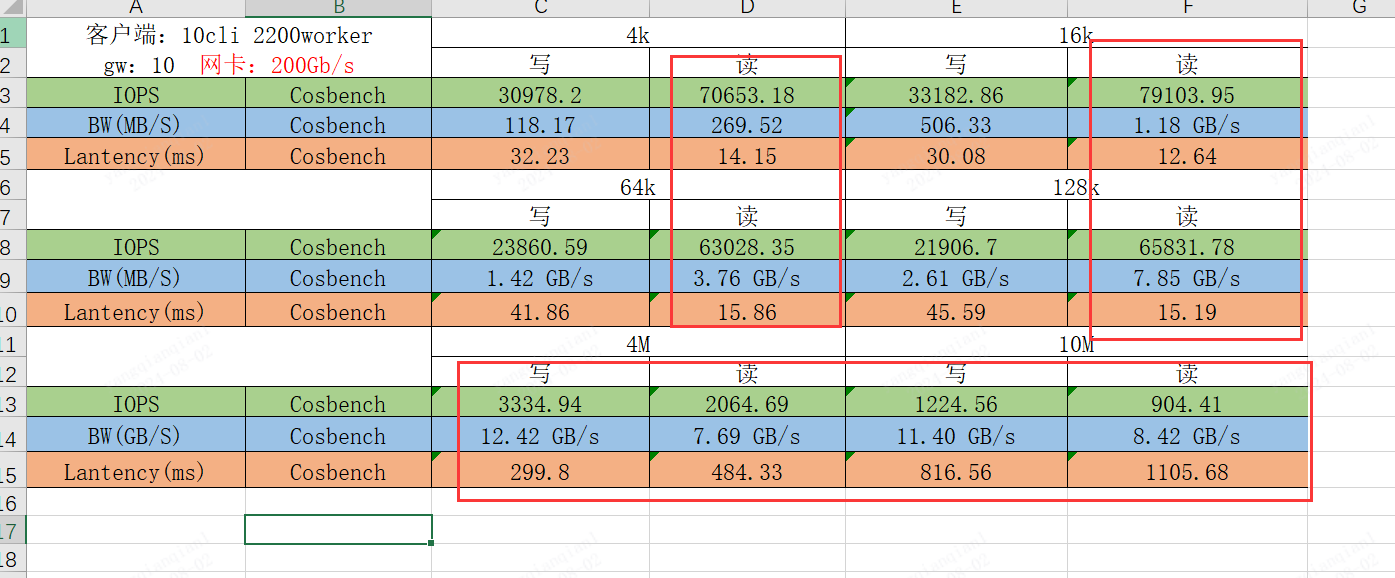 A B C D E F G
1 客户端：10cli 2200worker 4k 16k
2 gw：10 网卡：200Gb/s 写 读 写 读
3 IOPS Cosbench 30978.2 70653.18 33182.86 79103.95
4 BW(MB/S) Cosbench 118.17 269.52 506.33 1.18 GB/s
5 Lantency(ms) Cosbench 32.23 14.15 30.08 12.64
6 64k 128k
7 写 读 写 读
8 IOPS Cosbench 23860.59 63028.35 21906.7 65831.78
9 BW(MB/S) Cosbench 1.42 GB/s 3.76 GB/s 2.61 GB/s 7.85 GB/s
10 Lantency(ms) Cosbench 41.86 15.86 45.59 15.19
11 4M 10M
12 写 读 写 读
13 IOPS Cosbench 3334.94 2064.69 1224.56 904.41
14 BW(GB/S) Cosbench 12.42 GB/s 7.69 GB/s 11.40 GB/s 8.42 GB/s
15 Lantency(ms) Cosbench 299.8 484.33 816.56 1105.68
16
17
18